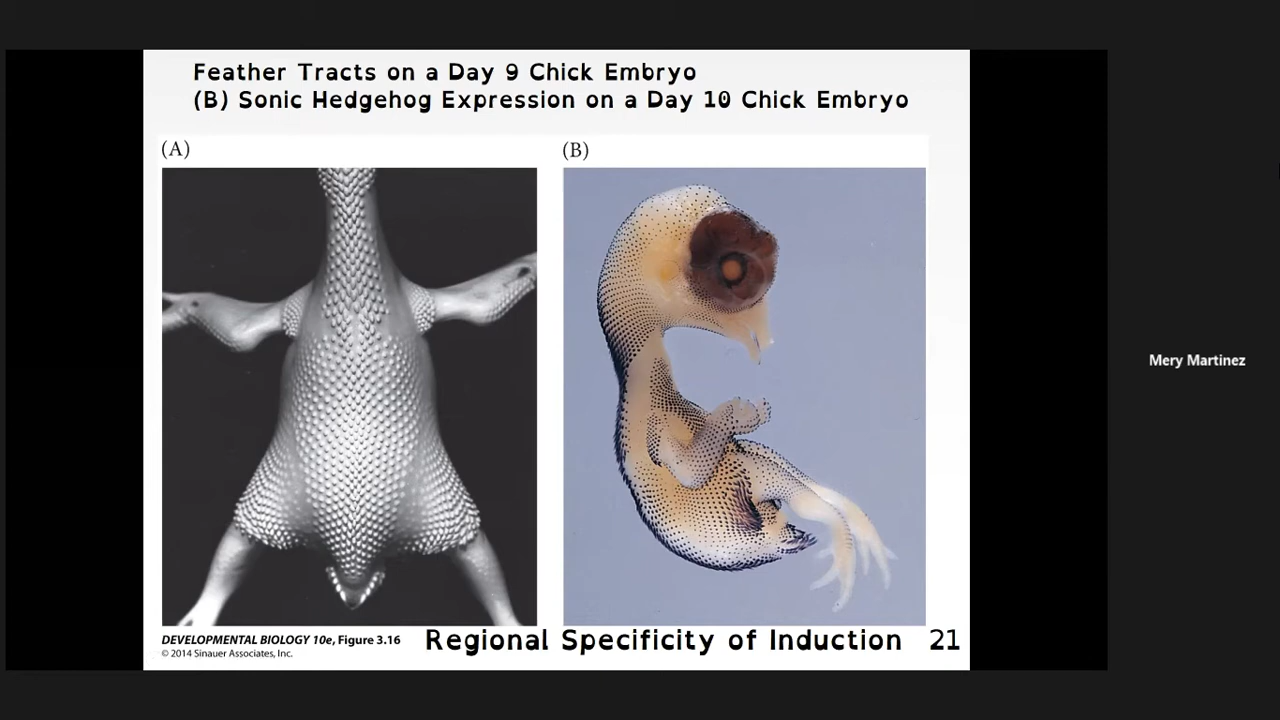 Feather Tracts on a Day 9 Chick Embryo
(B) Sonic Hedgehog Expression on a Day 10 Chick Embryo
(A)
(B)
Mery Martinez
DEVELOPMENTAL BIOLOGY 10e, Figure 3.16
© 2014 Sinauer Associates, Inc.
Regional Specificity of Induction 21